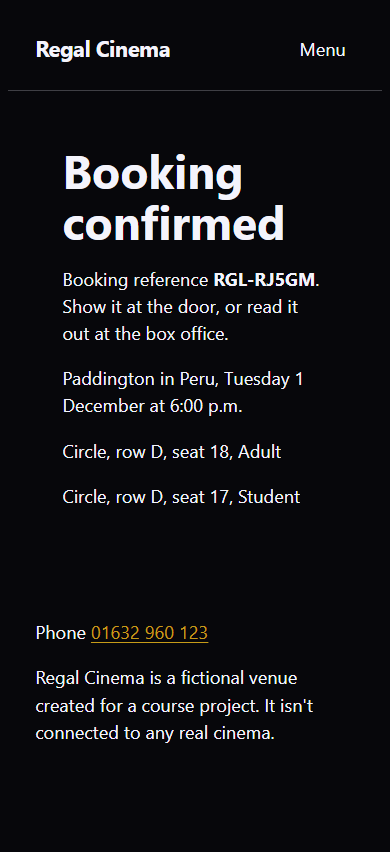 Regal Cinema
Menu
Booking
confirmed
Booking reference RGL-RJ5GM.
Show it at the door, or read it
out at the box office.
Paddington in Peru, Tuesday 1
December at 6:00 p.m.
Circle, row D, seat 18, Adult
Circle, row D, seat 17, Student
Phone 01632 960 123
Regal Cinema is a fictional venue
created for a course project. It isn't
connected to any real cinema.